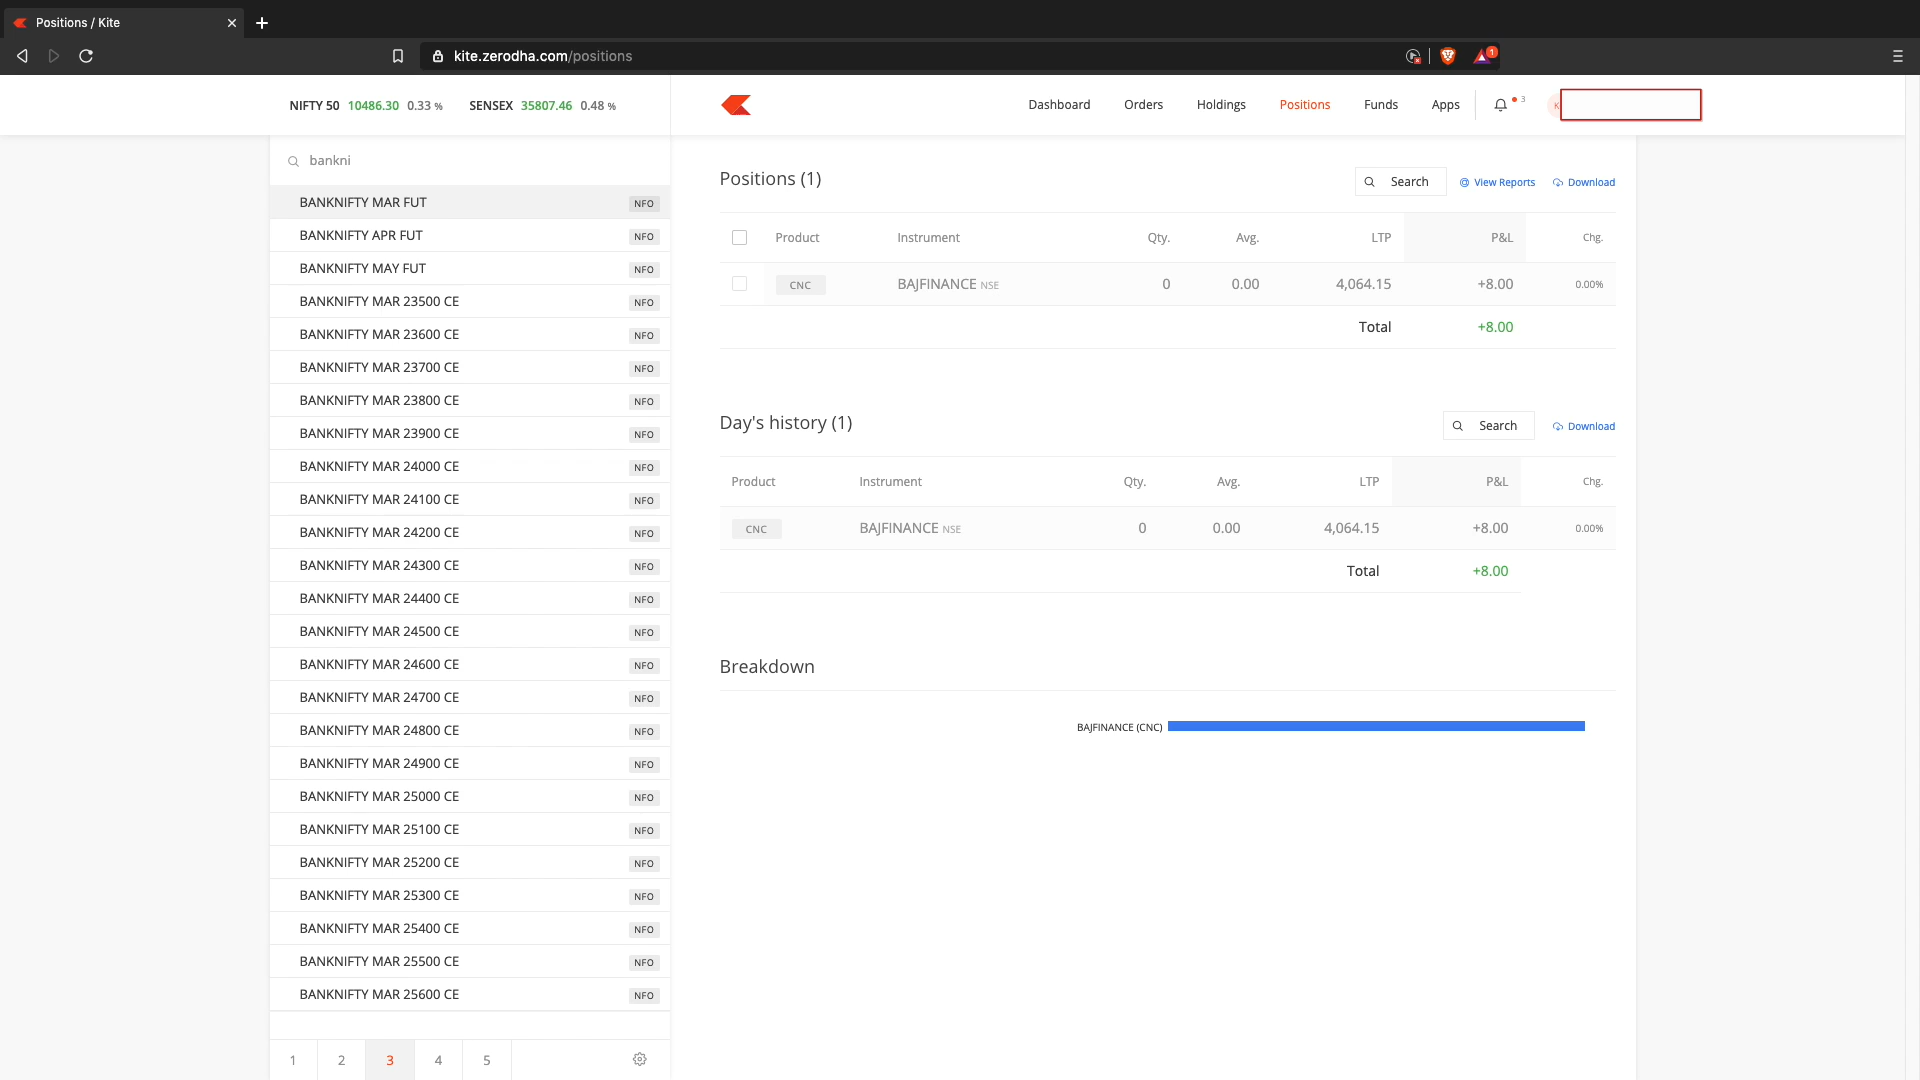 Positions / Kite
kite.zerodha.com/positions
1
NIFTY 50 10486.30 0.33 % SENSEX 35807.46 0.48 %
Dashboard Orders Holdings Positions Funds Apps 3
bankni
BANKNIFTY MAR FUT NFO
BANKNIFTY APR FUT NFO
BANKNIFTY MAY FUT NFO
BANKNIFTY MAR 23500 CE NFO
BANKNIFTY MAR 23600 CE NFO
BANKNIFTY MAR 23700 CE NFO
BANKNIFTY MAR 23800 CE NFO
BANKNIFTY MAR 23900 CE NFO
BANKNIFTY MAR 24000 CE NFO
BANKNIFTY MAR 24100 CE NFO
BANKNIFTY MAR 24200 CE NFO
BANKNIFTY MAR 24300 CE NFO
BANKNIFTY MAR 24400 CE NFO
BANKNIFTY MAR 24500 CE NFO
BANKNIFTY MAR 24600 CE NFO
BANKNIFTY MAR 24700 CE NFO
BANKNIFTY MAR 24800 CE NFO
BANKNIFTY MAR 24900 CE NFO
BANKNIFTY MAR 25000 CE NFO
BANKNIFTY MAR 25100 CE NFO
BANKNIFTY MAR 25200 CE NFO
BANKNIFTY MAR 25300 CE NFO
BANKNIFTY MAR 25400 CE NFO
BANKNIFTY MAR 25500 CE NFO
BANKNIFTY MAR 25600 CE NFO
1 2 3 4 5
Positions (1)
Search View Reports Download
Product Instrument Qty. Avg. LTP P&L Chg.
CNC BAJFINANCE NSE 0 0.00 4,064.15 +8.00 0.00%
Total +8.00
Day's history (1)
Search Download
Product Instrument Qty. Avg. LTP P&L Chg.
CNC BAJFINANCE NSE 0 0.00 4,064.15 +8.00 0.00%
Total +8.00
Breakdown
BAJFINANCE (CNC)